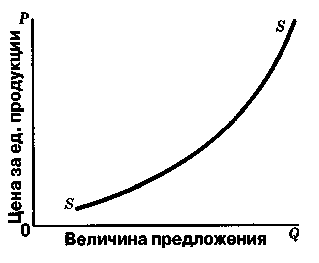 P
S
Цена за ед. продукции
S
0
Q
Величина предложения